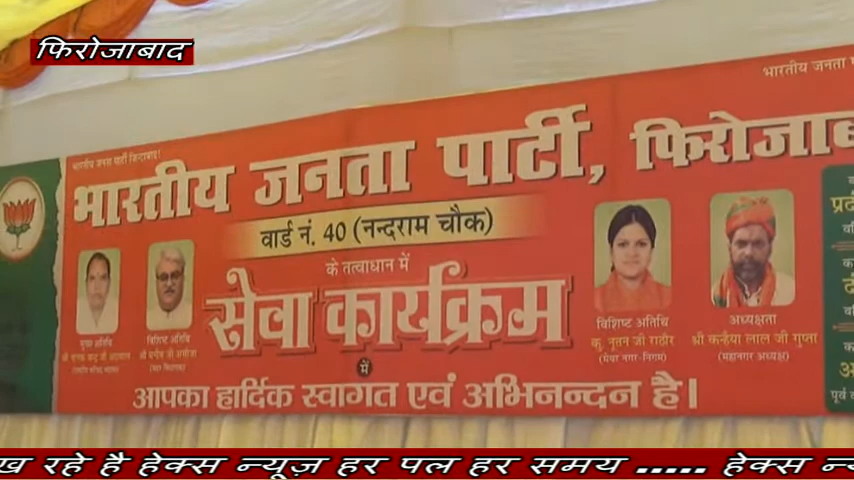 फिरोजाबाद
भारतीय जनता
भारतीय जनता पार्टी जिन्दाबाद!
भारतीय जनता पार्टी, फिरोजाब
वार्ड नं. 40 (नन्दराम चौक)
के तत्वाधान में
सेवा कार्यक्रम
में
आपका हार्दिक स्वागत एवं अभिनन्दन है।
मुख्य अतिथि
विशिष्ट अतिथि
विशिष्ट अतिथि
कु. नूतन जी राठौर
(मेयर नगर-निगम)
अध्यक्षता
श्री कन्हैया लाल जी गुप्ता
(महानगर अध्यक्ष)
प्रदी
पूर्व
ख रहे है हेक्स न्यूज़ हर पल हर समय ..... हेक्स न्य